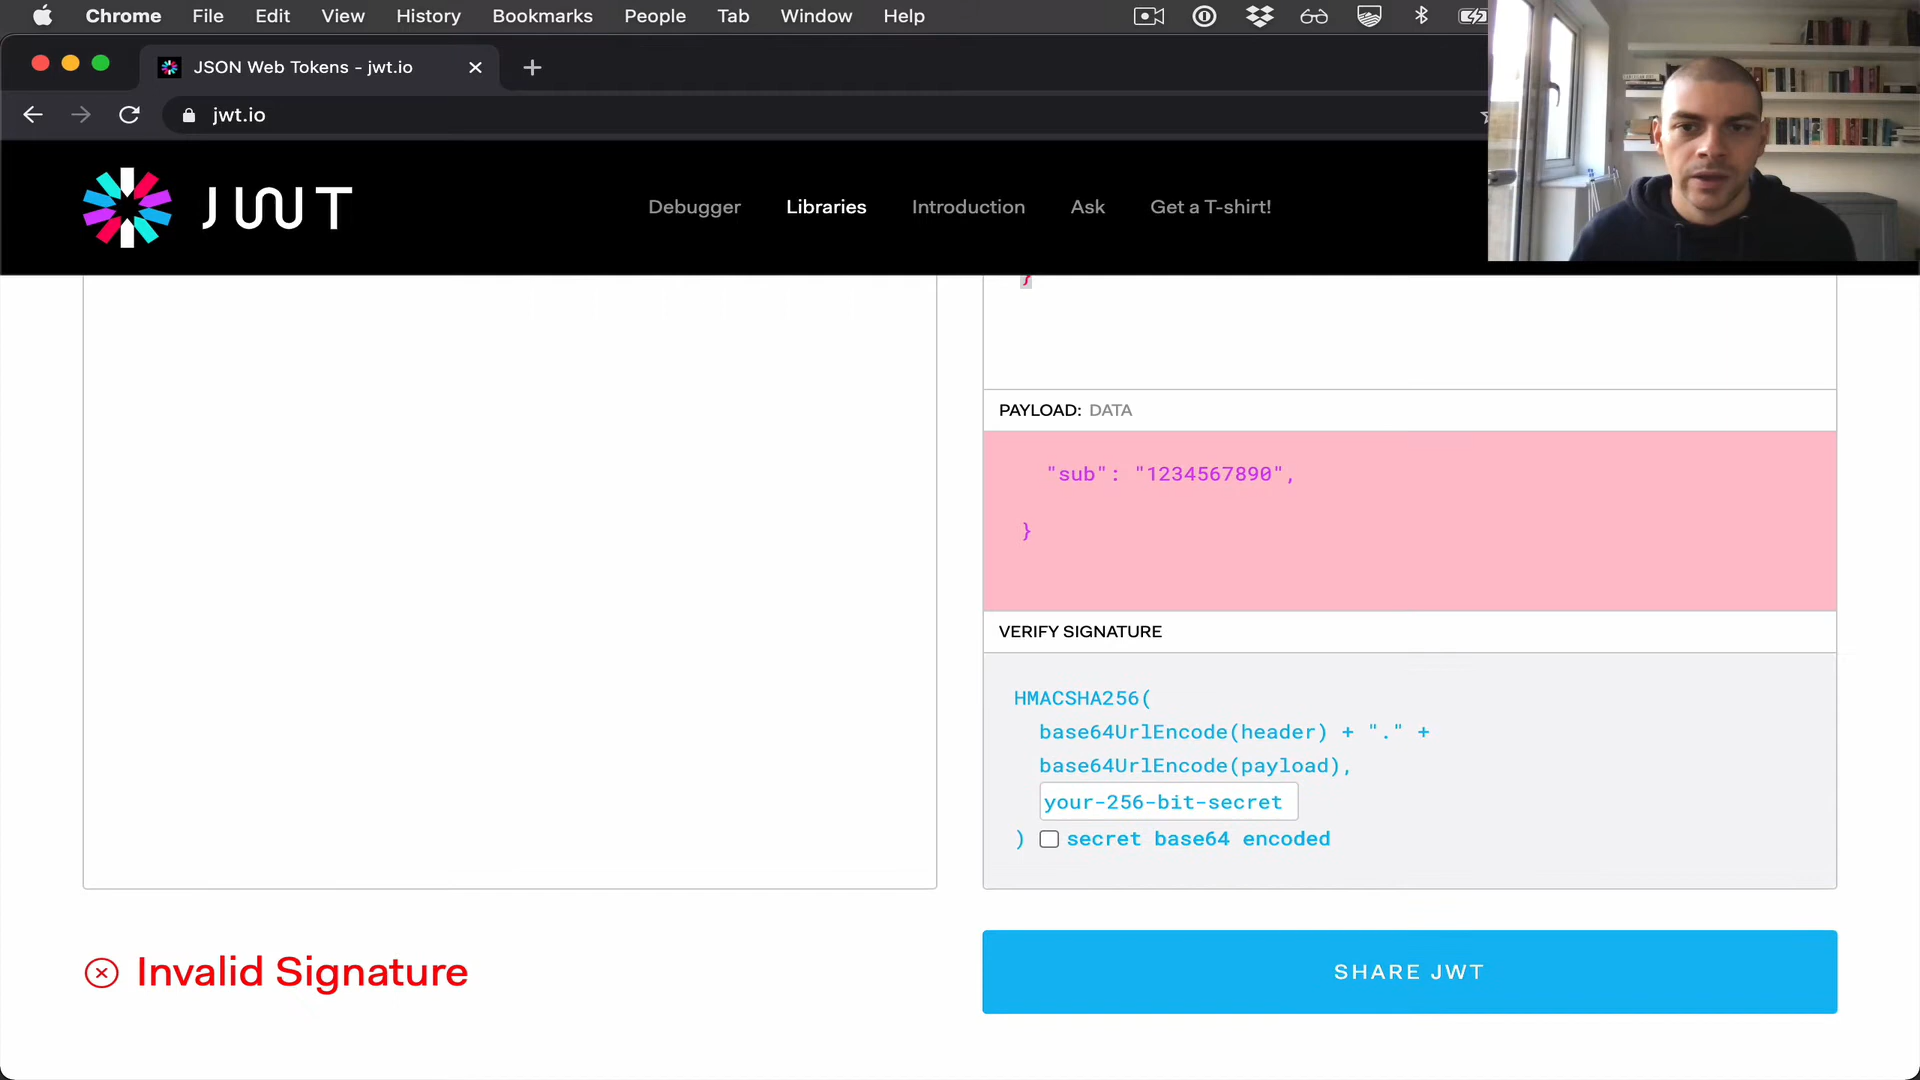 Chrome File Edit View History Bookmarks People Tab Window Help
JSON Web Tokens - jwt.io
jwt.io
JWT
Debugger Libraries Introduction Ask Get a T-shirt!
}
PAYLOAD: DATA
"sub": "1234567890",
}
VERIFY SIGNATURE
HMACSHA256(
base64UrlEncode(header) + "." +
base64UrlEncode(payload),
your-256-bit-secret
) secret base64 encoded
Invalid Signature
SHARE JWT